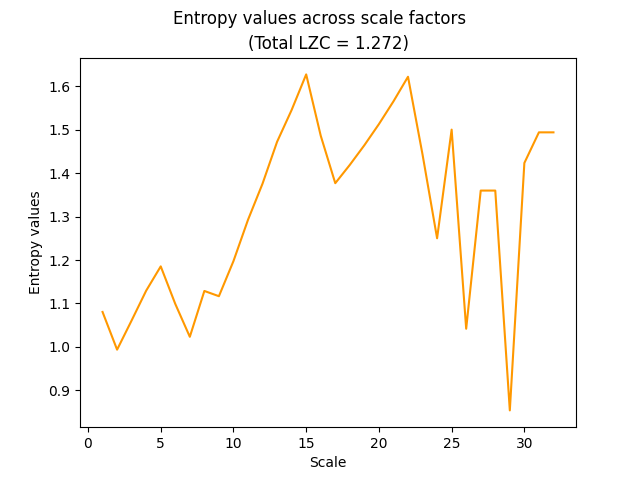 Entropy values across scale factors
(Total LZC = 1.272)
1.6
1.5
1.4
1.3
1.2
1.1
1.0
0.9
Entropy values
0 5 10 15 20 25 30
Scale